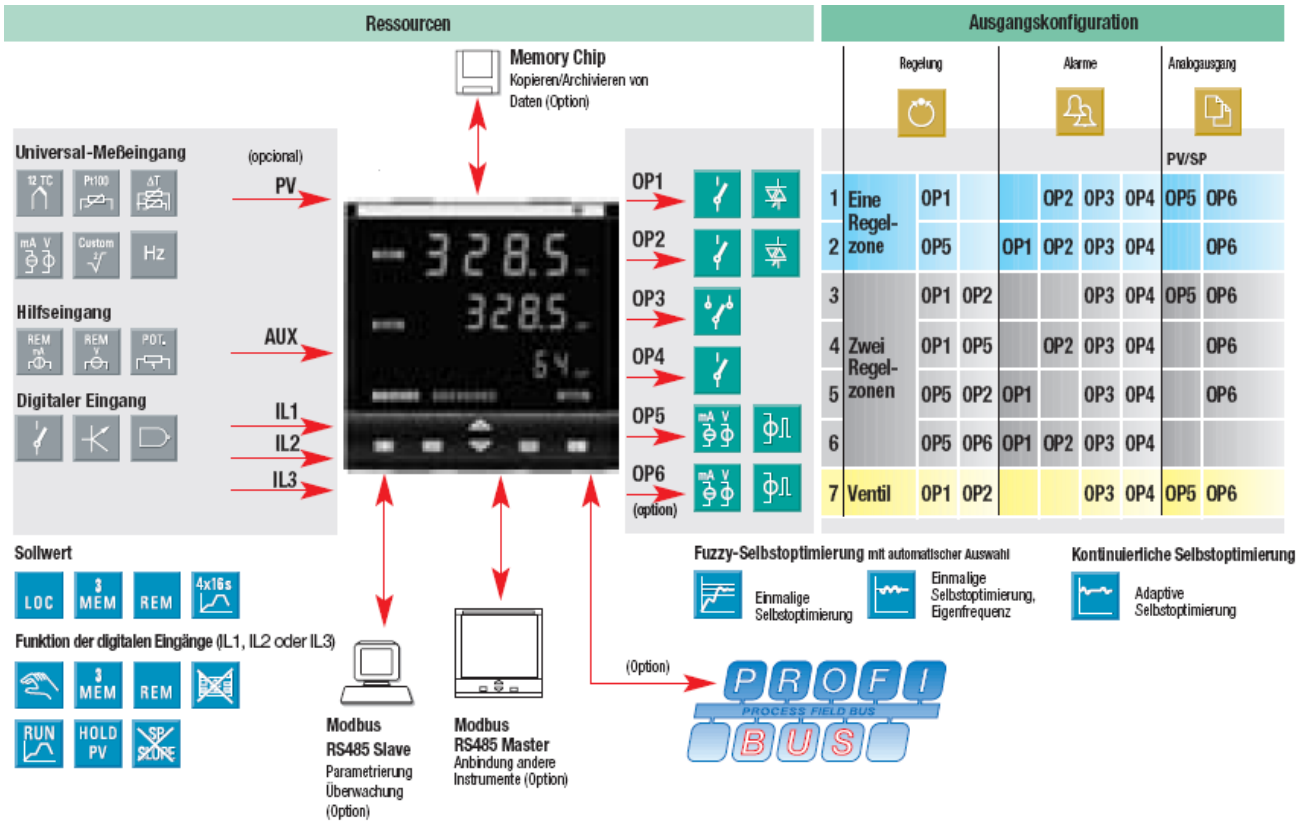 Ressourcen
Ausgangskonfiguration
Memory Chip
Kopieren/Archivieren von
Daten (Option)
Regelung
Alarme
Analogausgang
Universal-Meßeingang
(opcional)
12 TC
Pt100
ΔT
PV
mA V
Custom
Hz
Hilfseingang
REM
mA
REM
V
POT.
AUX
Digitaler Eingang
IL1
IL2
IL3
328.5
328.5
64
OP1
OP2
OP3
OP4
OP5
mA V
OP6
(option)
mA V
PV/SP
1 Eine Regel-zone OP1 OP2 OP3 OP4 OP5 OP6
2 OP5 OP1 OP2 OP3 OP4 OP6
3 OP1 OP2 OP3 OP4 OP5 OP6
4 Zwei Regel-zonen OP1 OP5 OP2 OP3 OP4 OP6
5 OP5 OP2 OP1 OP3 OP4 OP6
6 OP5 OP6 OP1 OP2 OP3 OP4
7 Ventil OP1 OP2 OP3 OP4 OP5 OP6
Sollwert
LOC
3 MEM
REM
4x16s
Funktion der digitalen Eingänge (IL1, IL2 oder IL3)
3 MEM
REM
RUN
HOLD PV
SP SLOPE
Modbus
RS485 Slave
Parametrierung
Überwachung
(Option)
Modbus
RS485 Master
Anbindung andere
Instrumente (Option)
Fuzzy-Selbstoptimierung mit automatischer Auswahl
Einmalige
Selbstoptimierung
Einmalige
Selbstoptimierung,
Eigenfrequenz
Kontinuierliche Selbstoptimierung
Adaptive
Selbstoptimierung
(Option)
PROFI
PROCESS FIELD BUS
BUS